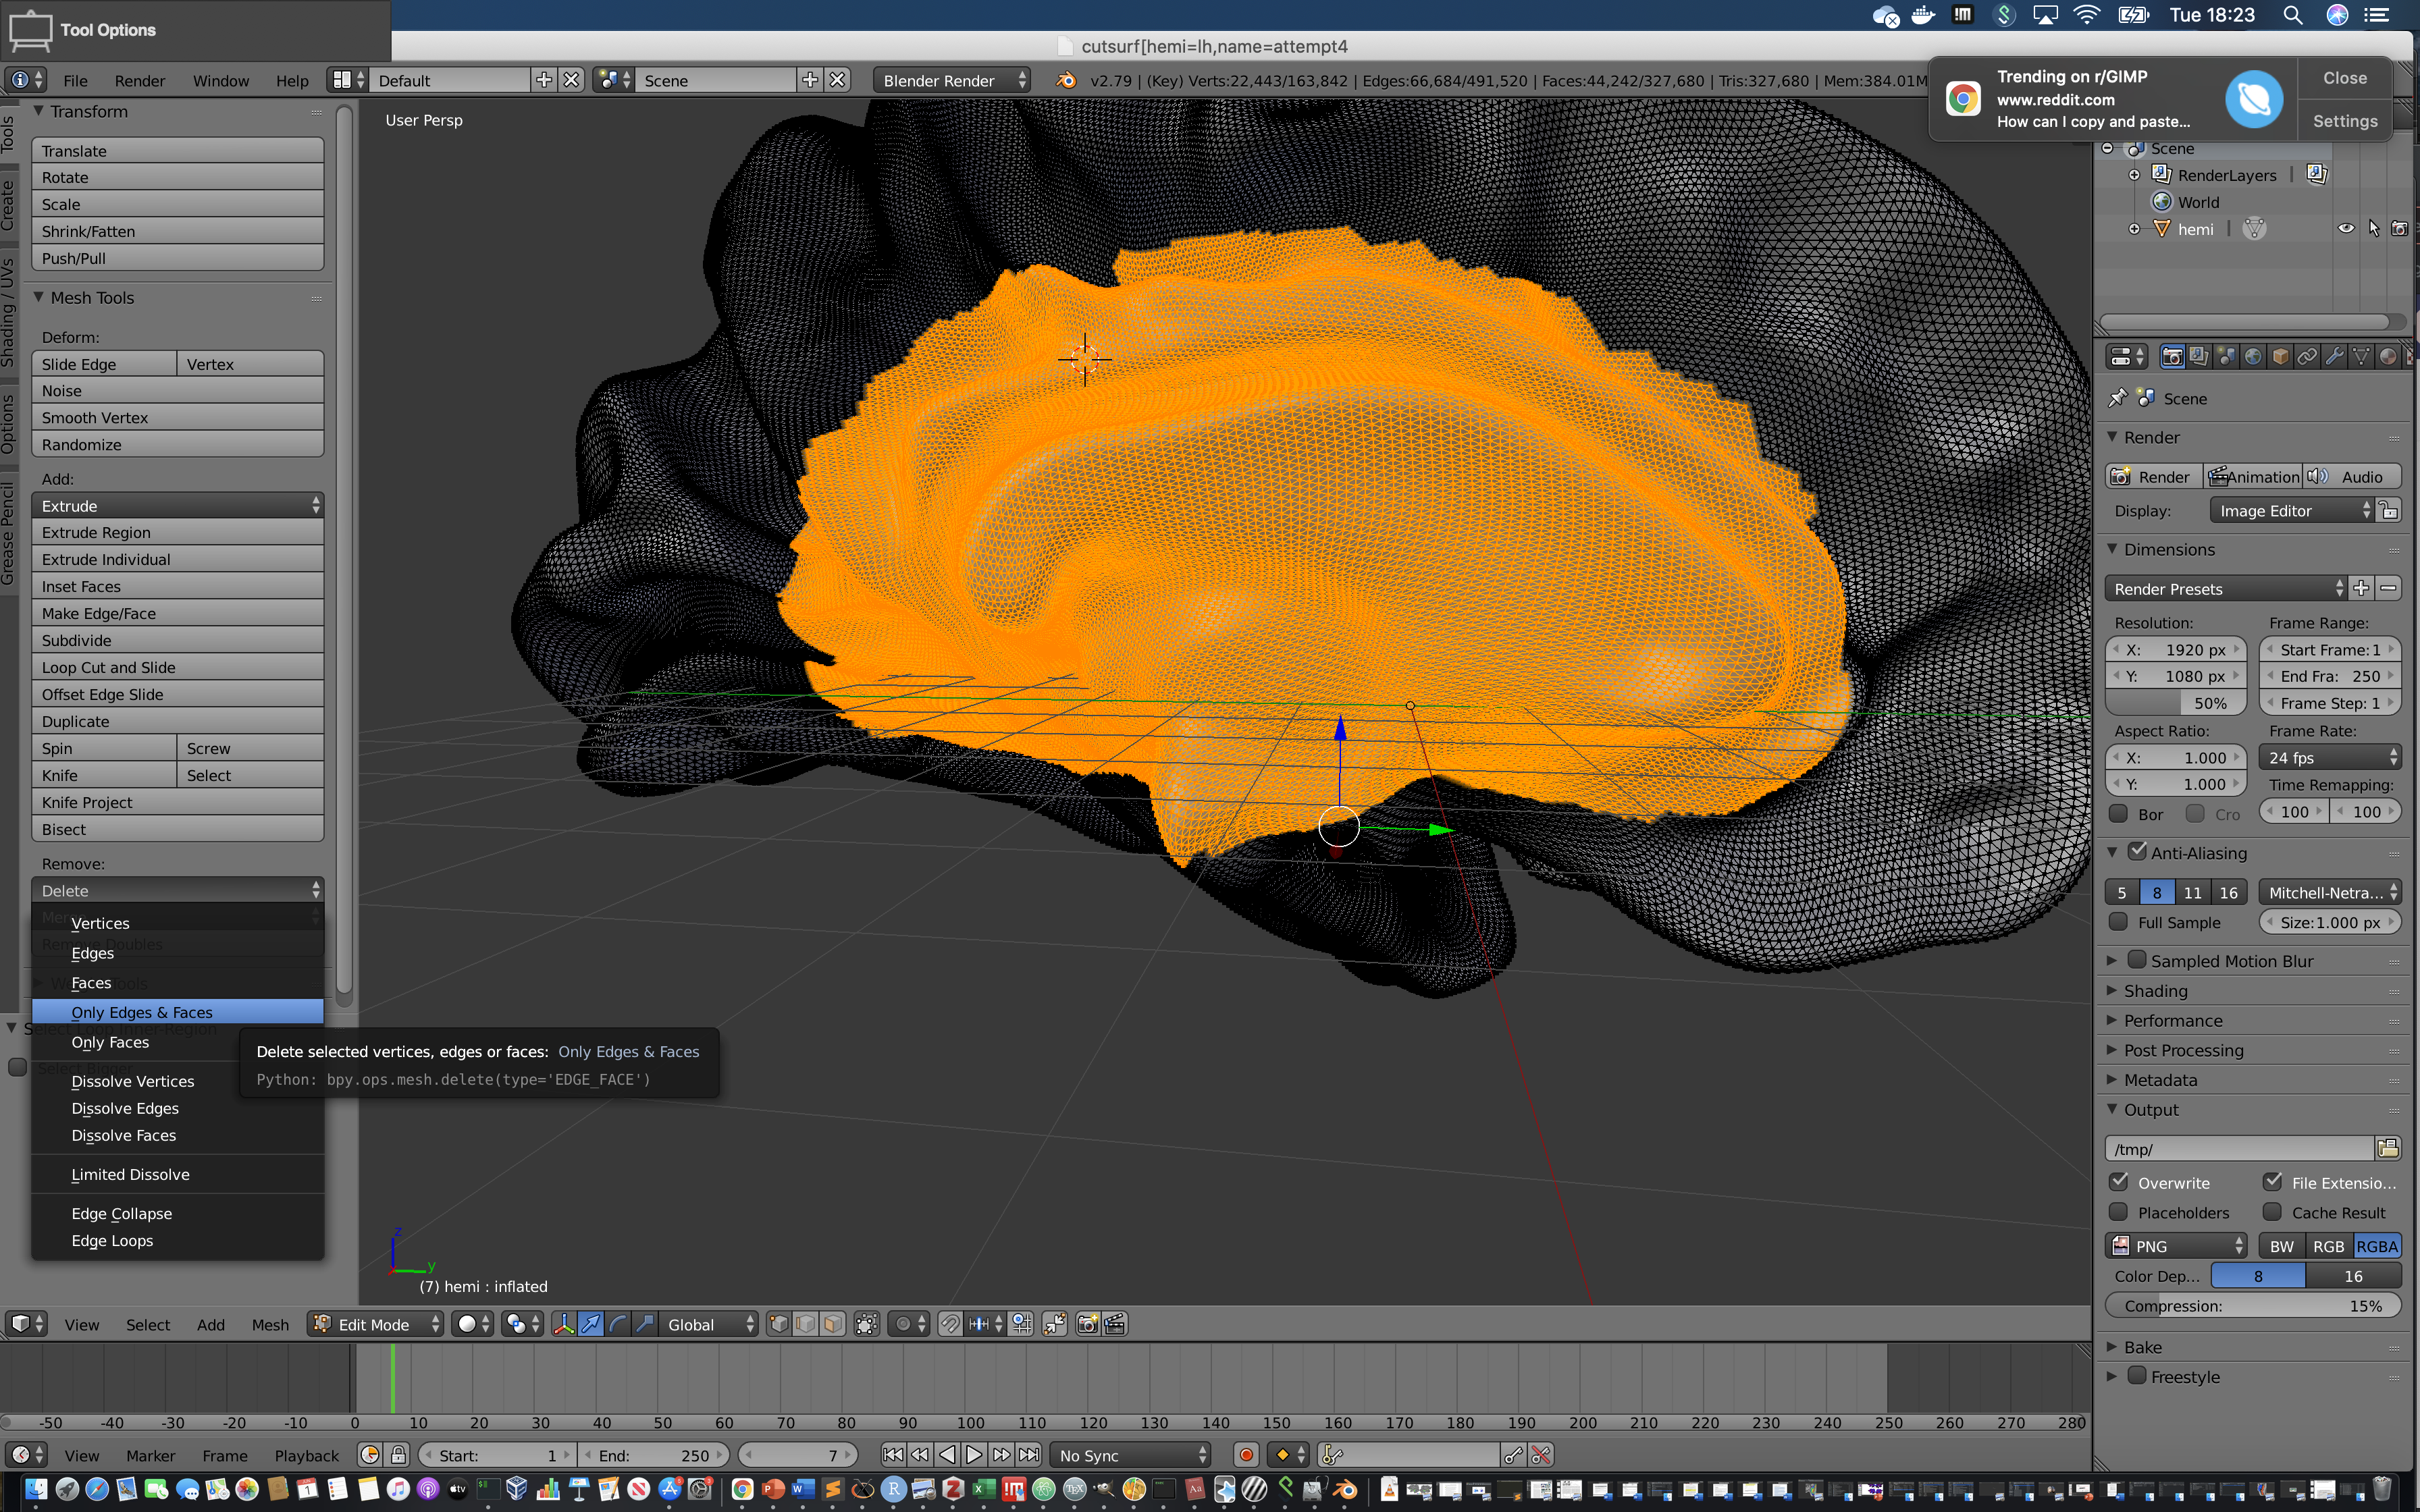 Tool Options
Tue 18:23
cutsurf[hemi=lh,name=attempt4
File Render Window Help Default Scene Blender Render v2.79 | (Key) Verts:22,443/163,842 | Edges:66,684/491,520 | Faces:44,242/327,680 | Tris:327,680 | Mem:384.01M
Trending on r/GIMP
www.reddit.com
How can I copy and paste...
Close
Settings
Tools
Create
Shading / UVs
Options
Grease Pencil
Transform
Translate
Rotate
Scale
Shrink/Fatten
Push/Pull
Mesh Tools
Deform:
Slide Edge Vertex
Noise
Smooth Vertex
Randomize
Add:
Extrude
Extrude Region
Extrude Individual
Inset Faces
Make Edge/Face
Subdivide
Loop Cut and Slide
Offset Edge Slide
Duplicate
Spin Screw
Knife Select
Knife Project
Bisect
Remove:
Delete
Vertices
Remove Doubles
Edges
Faces
Only Edges & Faces
Select Loop Inner-Region
Only Faces
Select Bigger
Dissolve Vertices
Dissolve Edges
Dissolve Faces
Limited Dissolve
Edge Collapse
Edge Loops
Delete selected vertices, edges or faces: Only Edges & Faces
Python: bpy.ops.mesh.delete(type='EDGE_FACE')
User Persp
z
y
(7) hemi : inflated
Scene
RenderLayers |
World
hemi |
Scene
Render
Render Animation Audio
Display: Image Editor
Dimensions
Render Presets
Resolution: Frame Range:
X: 1920 px Start Frame: 1
Y: 1080 px End Fra: 250
50% Frame Step: 1
Aspect Ratio: Frame Rate:
X: 1.000 24 fps
Y: 1.000 Time Remapping:
Bor Cro 100 100
Anti-Aliasing
5 8 11 16 Mitchell-Netra...
Full Sample Size:1.000 px
Sampled Motion Blur
Shading
Performance
Post Processing
Metadata
Output
/tmp/
Overwrite File Extensio...
Placeholders Cache Result
PNG BW RGB RGBA
Color Dep... 8 16
Compression: 15%
Bake
Freestyle
View Select Add Mesh Edit Mode Global
-50 -40 -30 -20 -10 0 10 20 30 40 50 60 70 80 90 100 110 120 130 140 150 160 170 180 190 200 210 220 230 240 250 260 270 280
View Marker Frame Playback Start: 1 End: 250 7 No Sync